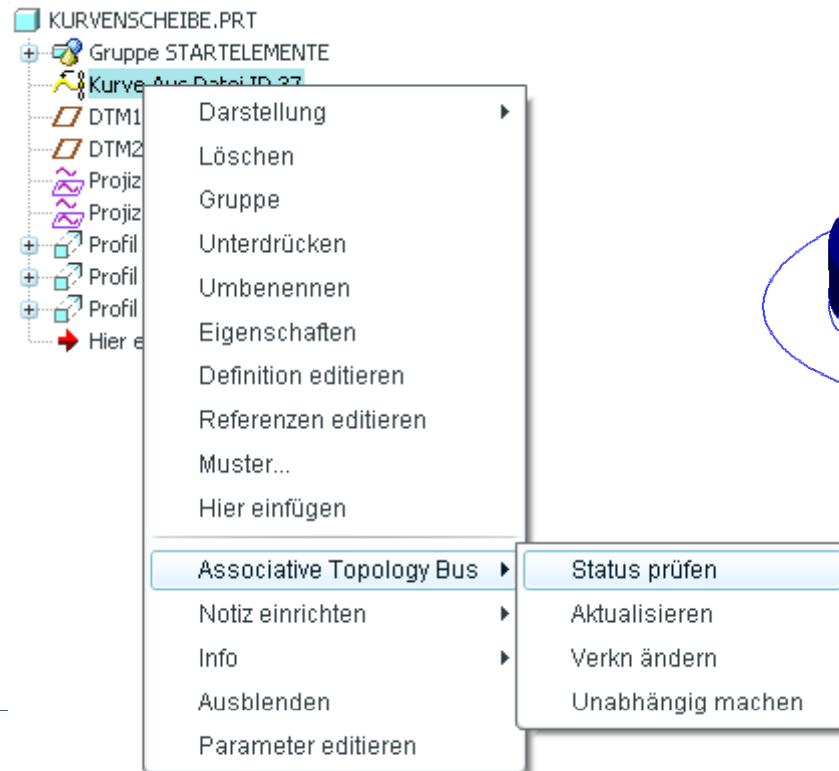 KURVENSCHEIBE.PRT
Gruppe STARTELEMENTE
Kurve Aus Datei ID 37
DTM1
DTM2
Projiz
Projiz
Profil
Profil
Profil
Hier e
Darstellung
Löschen
Gruppe
Unterdrücken
Umbenennen
Eigenschaften
Definition editieren
Referenzen editieren
Muster...
Hier einfügen
Associative Topology Bus
Notiz einrichten
Info
Ausblenden
Parameter editieren
Status prüfen
Aktualisieren
Verkn ändern
Unabhängig machen